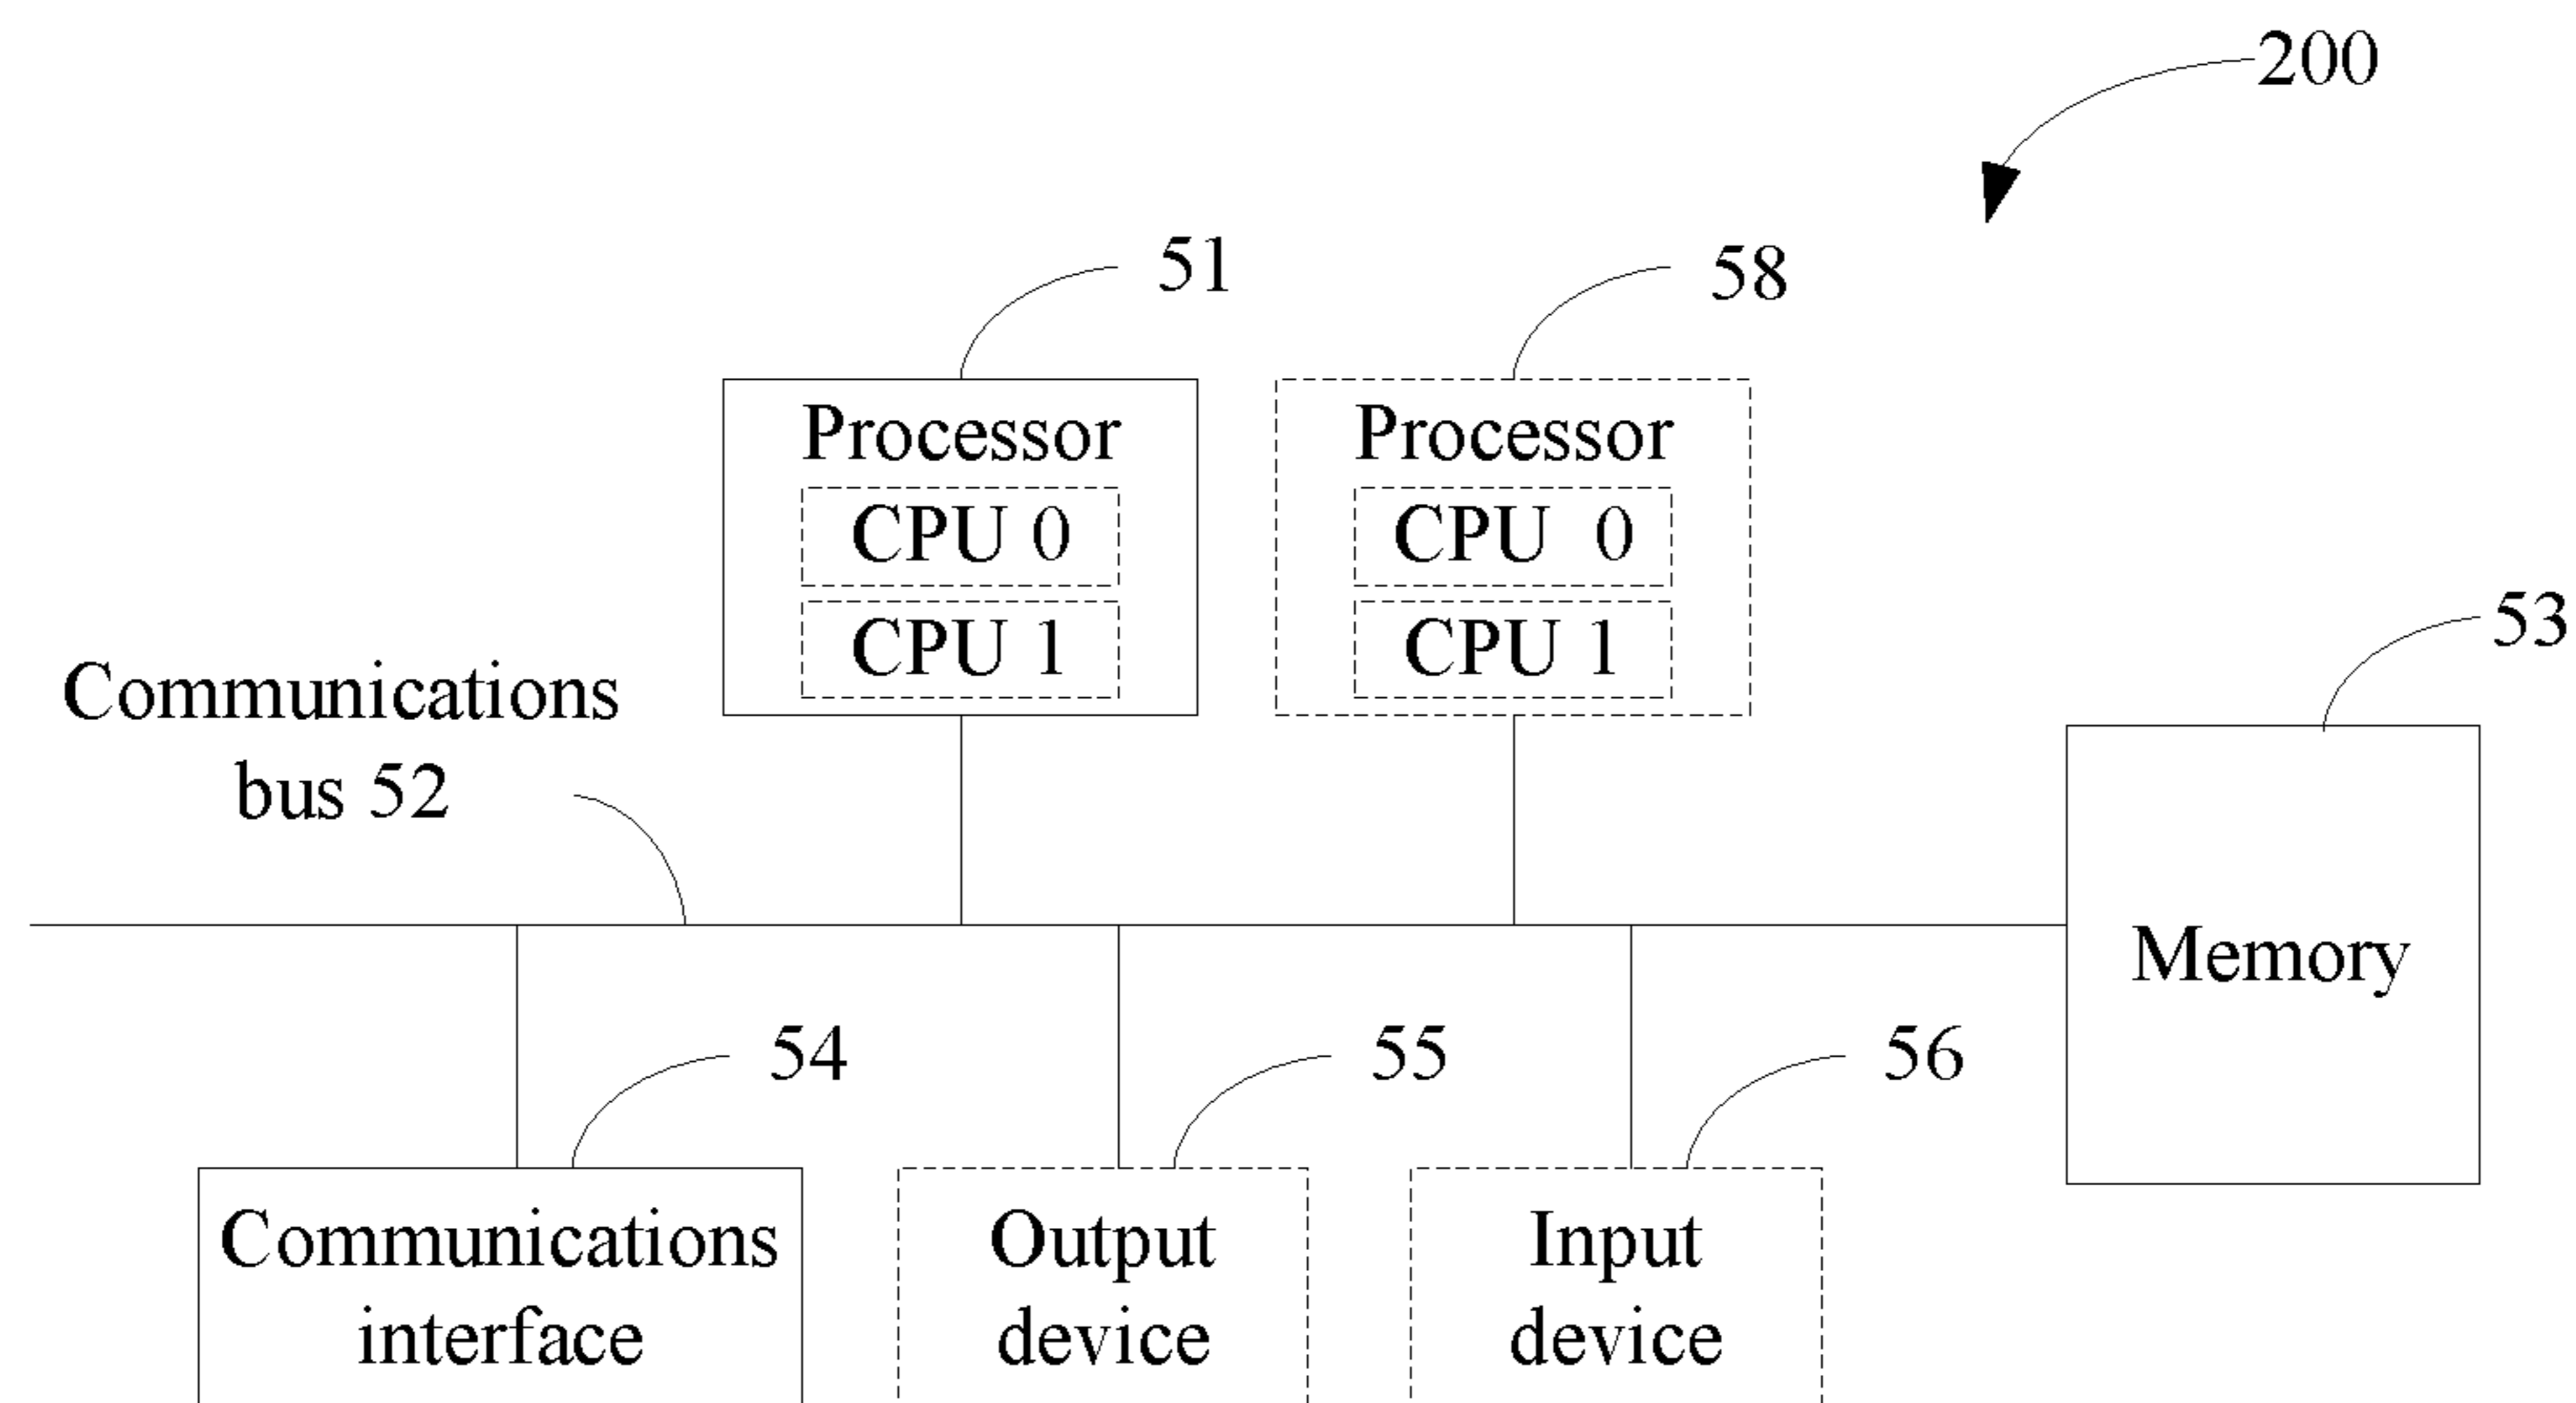 200
51
58
Processor
CPU 0
CPU 1
Processor
CPU 0
CPU 1
53
Communications
bus 52
Memory
54
55
56
Communications
interface
Output
device
Input
device